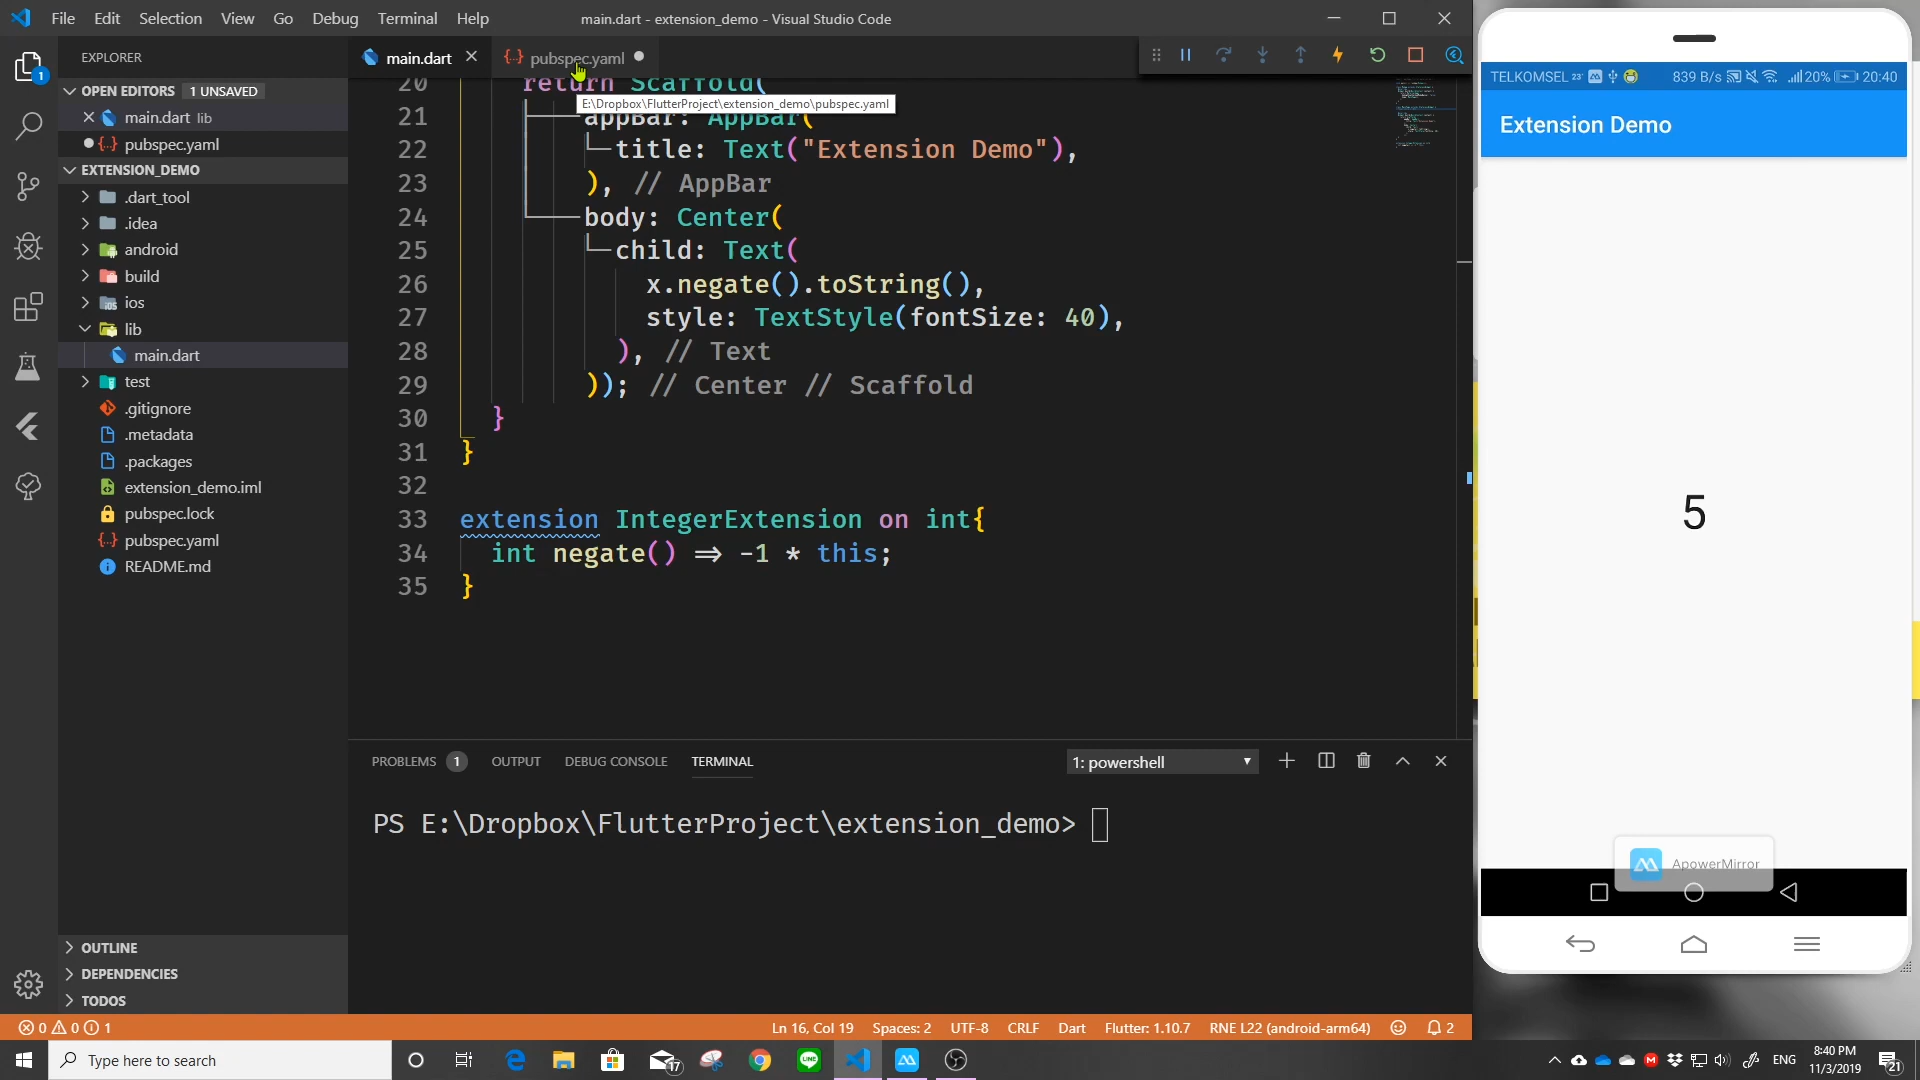 File Edit Selection View Go Debug Terminal Help
main.dart - extension_demo - Visual Studio Code
EXPLORER
OPEN EDITORS 1 UNSAVED
main.dart lib
pubspec.yaml
EXTENSION_DEMO
.dart_tool
.idea
android
build
ios
lib
main.dart
test
.gitignore
.metadata
.packages
extension_demo.iml
pubspec.lock
pubspec.yaml
README.md
OUTLINE
DEPENDENCIES
TODOS
1
main.dart
pubspec.yaml
E:\Dropbox\FlutterProject\extension_demo\pubspec.yaml
20 return Scaffold(
21 appBar: AppBar(
22 title: Text("Extension Demo"),
23 ), // AppBar
24 body: Center(
25 child: Text(
26 x.negate().toString(),
27 style: TextStyle(fontSize: 40),
28 ), // Text
29 )); // Center // Scaffold
30 }
31 }
32
33 extension IntegerExtension on int{
34 int negate() => -1 * this;
35 }
PROBLEMS 1 OUTPUT DEBUG CONSOLE TERMINAL
1: powershell
PS E:\Dropbox\FlutterProject\extension_demo>
0 0 1
Ln 16, Col 19 Spaces: 2 UTF-8 CRLF Dart Flutter: 1.10.7 RNE L22 (android-arm64) 2
TELKOMSEL 23° 839 B/s 20% 20:40
Extension Demo
5
ApowerMirror
Type here to search
17
ENG
8:40 PM
11/3/2019
21